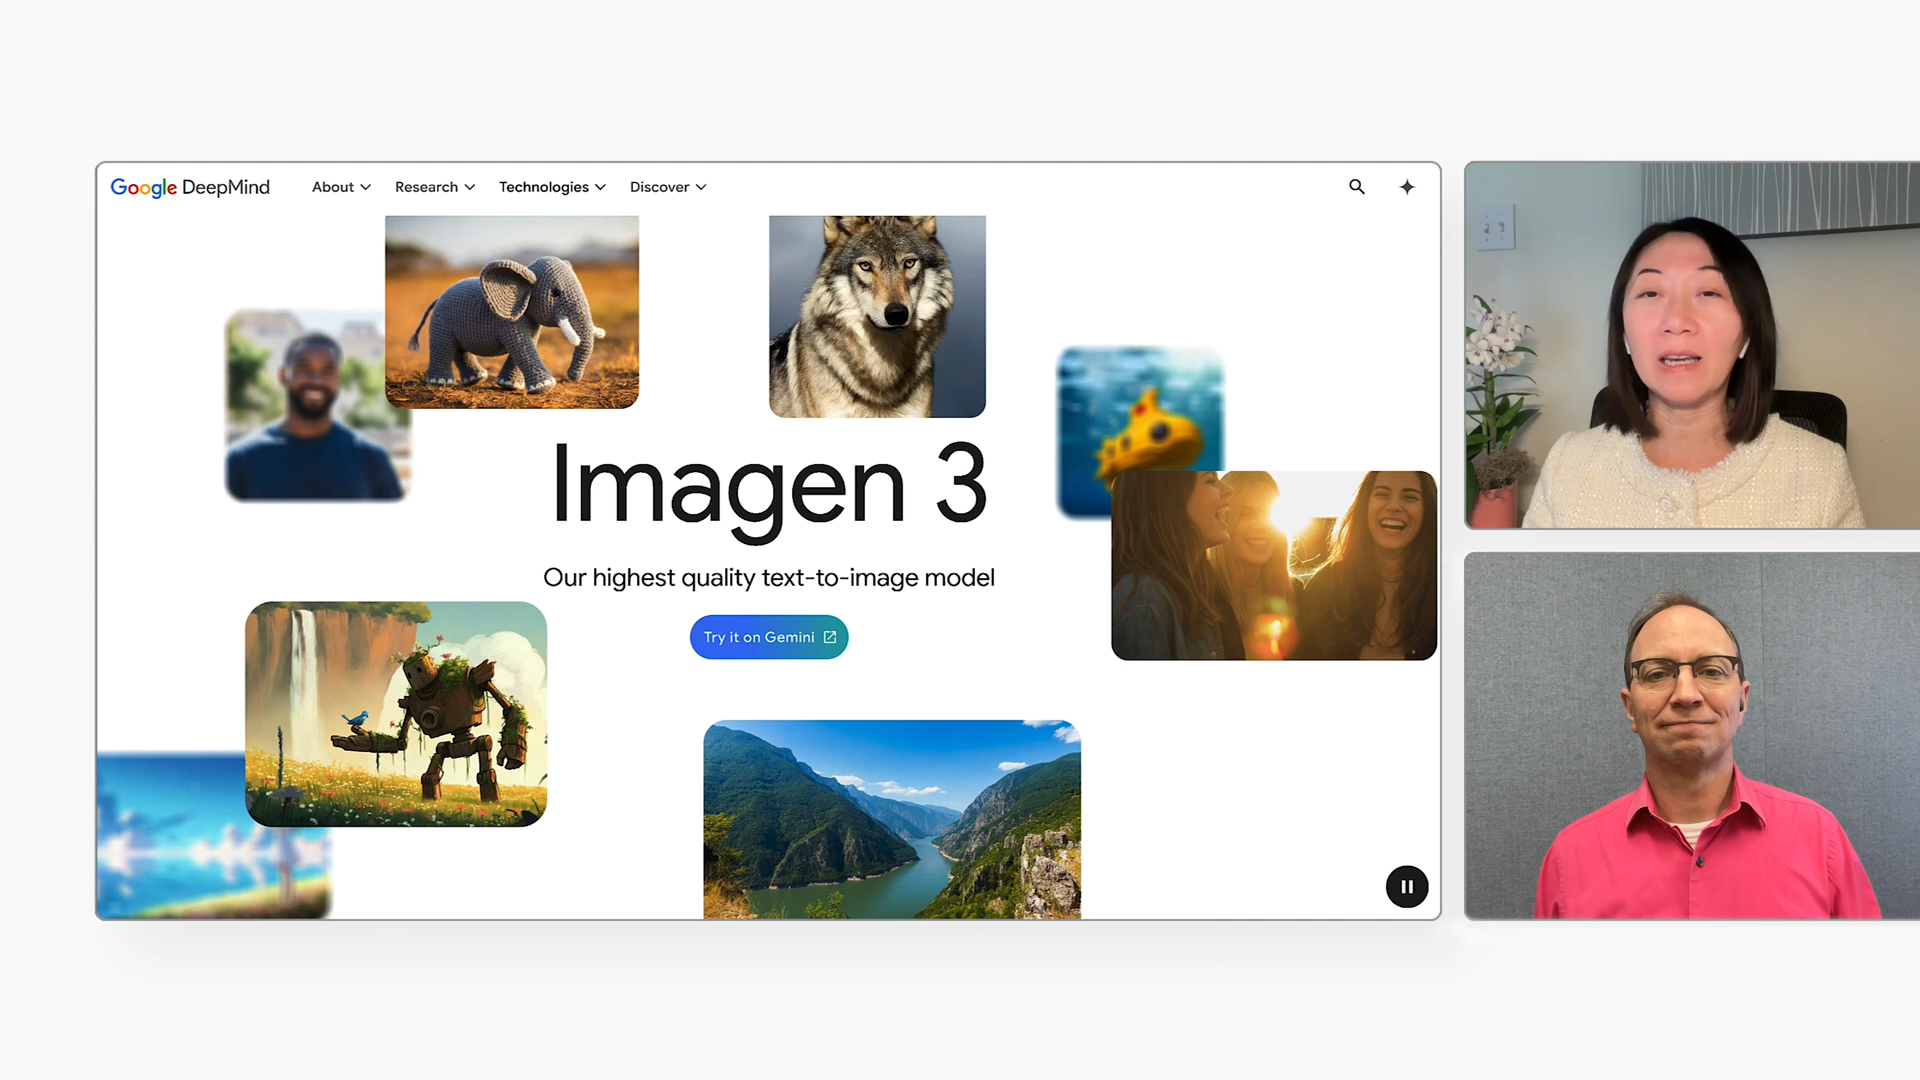 Google DeepMind
About
Research
Technologies
Discover
Imagen 3
Our highest quality text-to-image model
Try it on Gemini